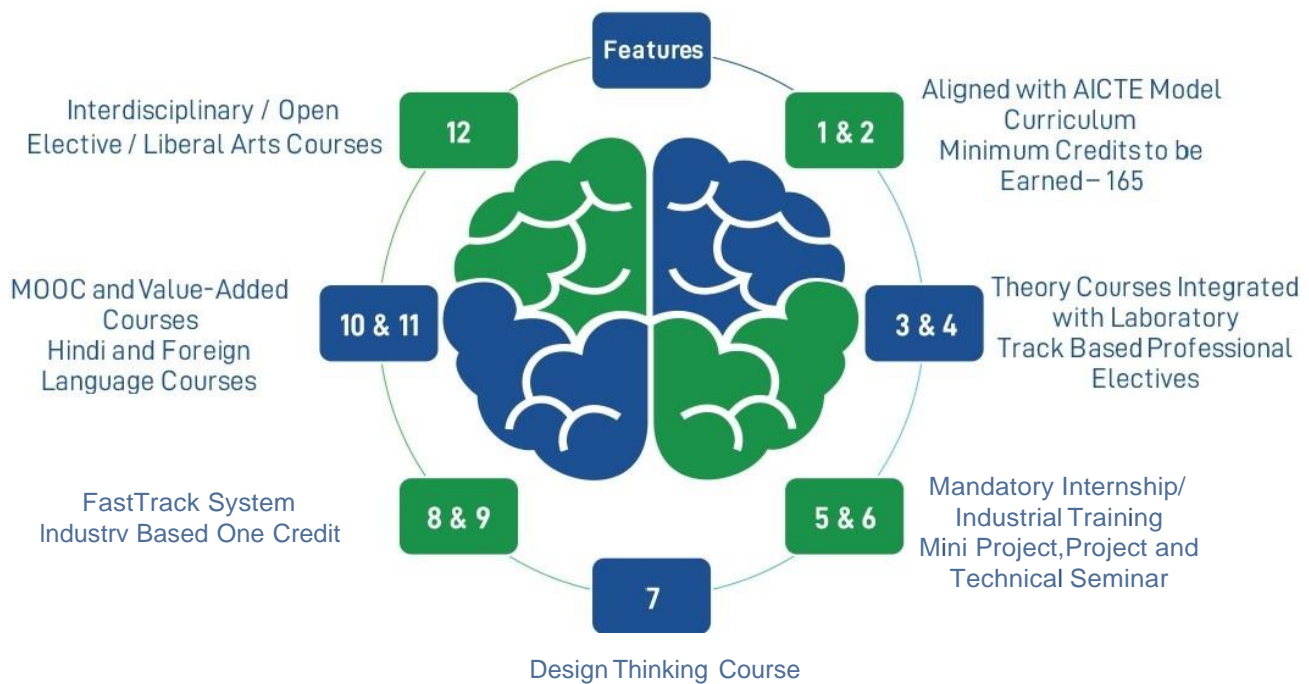 Features
12
Interdisciplinary / Open
Elective / Liberal Arts Courses
1 & 2
Aligned with AICTE Model
Curriculum
Minimum Credits to be
Earned – 165
10 & 11
MOOC and Value-Added
Courses
Hindi and Foreign
Language Courses
3 & 4
Theory Courses Integrated
with Laboratory
Track Based Professional
Electives
8 & 9
FastTrack System
Industry Based One Credit
5 & 6
Mandatory Internship/
Industrial Training
Mini Project,Project and
Technical Seminar
7
Design Thinking Course